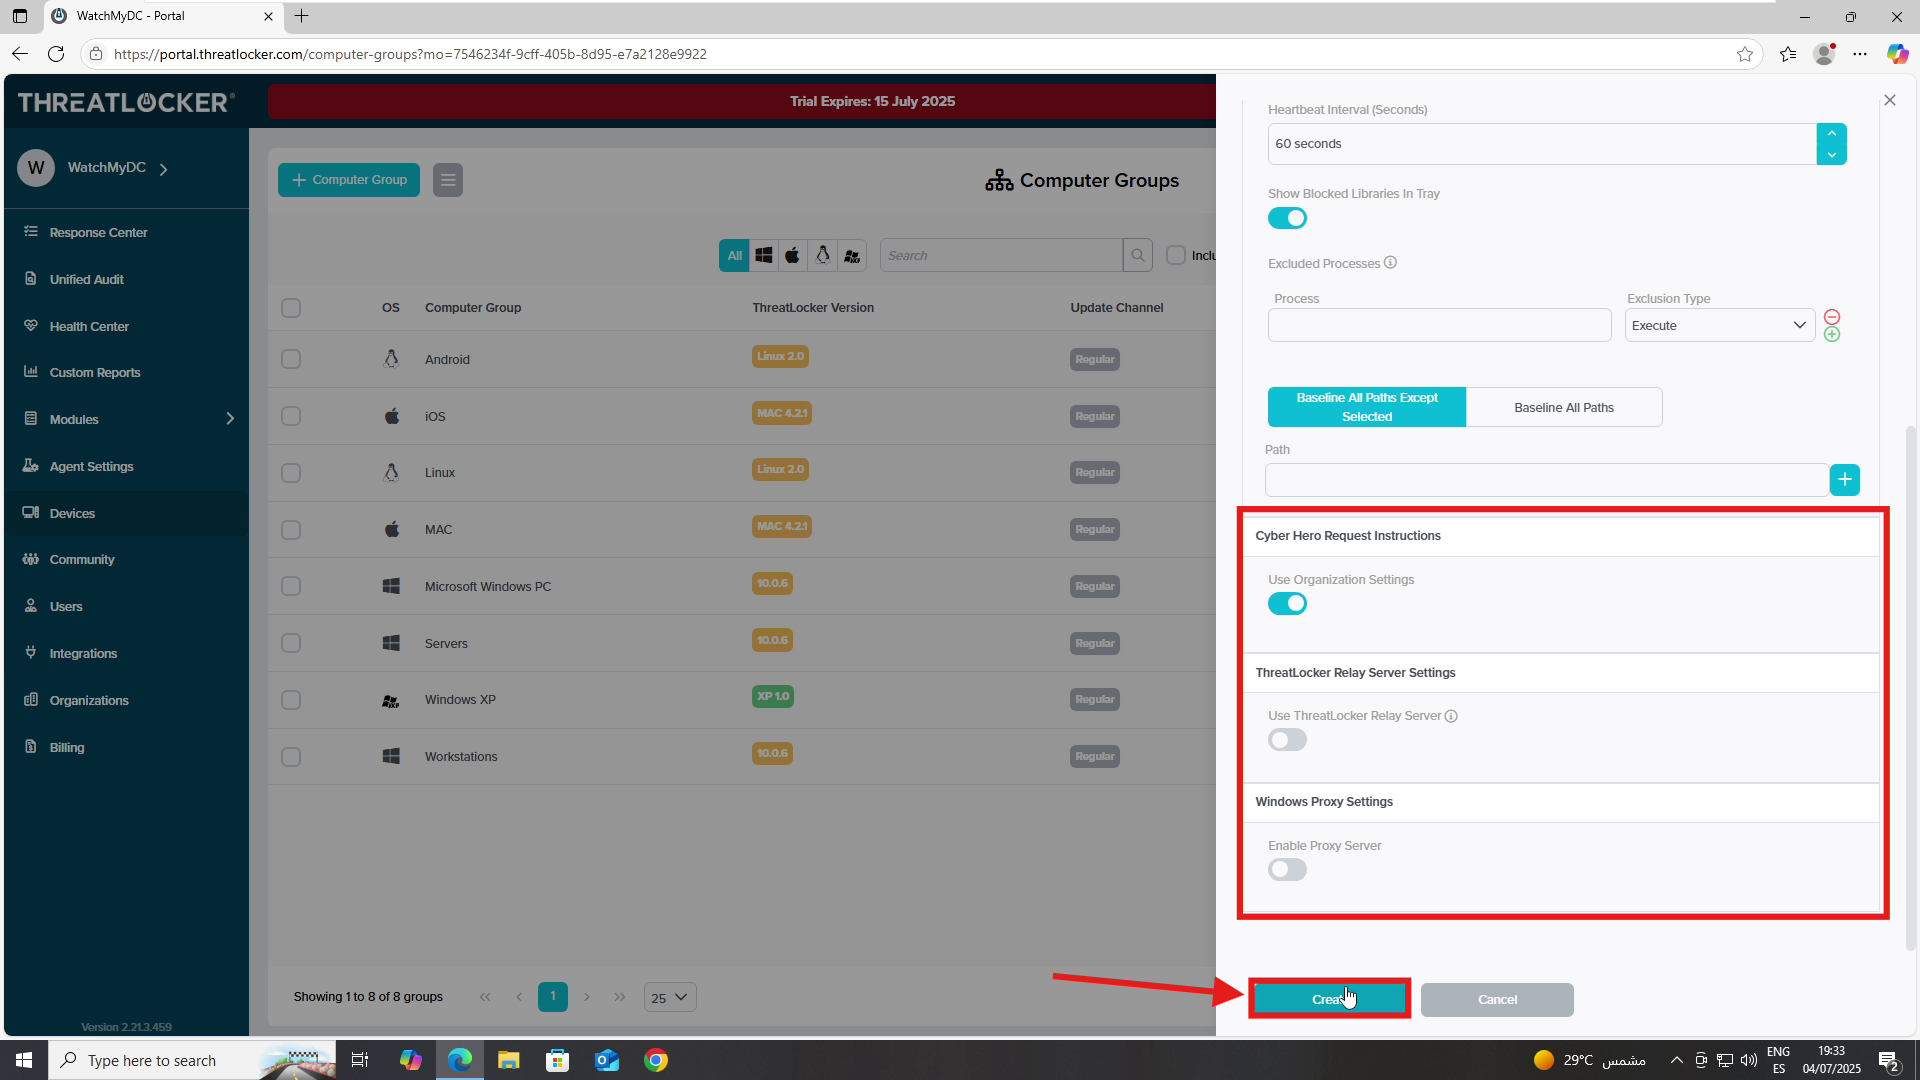 WatchMyDC - Portal
https://portal.threatlocker.com/computer-groups?mo=7546234f-9cff-405b-8d95-e7a2128e9922
THREATLOCKER®
Trial Expires: 15 July 2025
W
WatchMyDC
Response Center
Unified Audit
Health Center
Custom Reports
Modules
Agent Settings
Devices
Community
Users
Integrations
Organizations
Billing
Version 2.21.3.459
+ Computer Group
Computer Groups
All
Search
Inclu
OS Computer Group ThreatLocker Version Update Channel
Android Linux 2.0 Regular
iOS MAC 4.2.1 Regular
Linux Linux 2.0 Regular
MAC MAC 4.2.1 Regular
Microsoft Windows PC 10.0.6 Regular
Servers 10.0.6 Regular
Windows XP XP 1.0 Regular
Workstations 10.0.6 Regular
Showing 1 to 8 of 8 groups
1
25
Heartbeat Interval (Seconds)
60 seconds
Show Blocked Libraries In Tray
Excluded Processes
Process Exclusion Type
Execute
Baseline All Paths Except
Selected
Baseline All Paths
Path
Cyber Hero Request Instructions
Use Organization Settings
ThreatLocker Relay Server Settings
Use ThreatLocker Relay Server
Windows Proxy Settings
Enable Proxy Server
Cancel
Type here to search
29°C مشمس
ENG
ES
19:33
04/07/2025
2